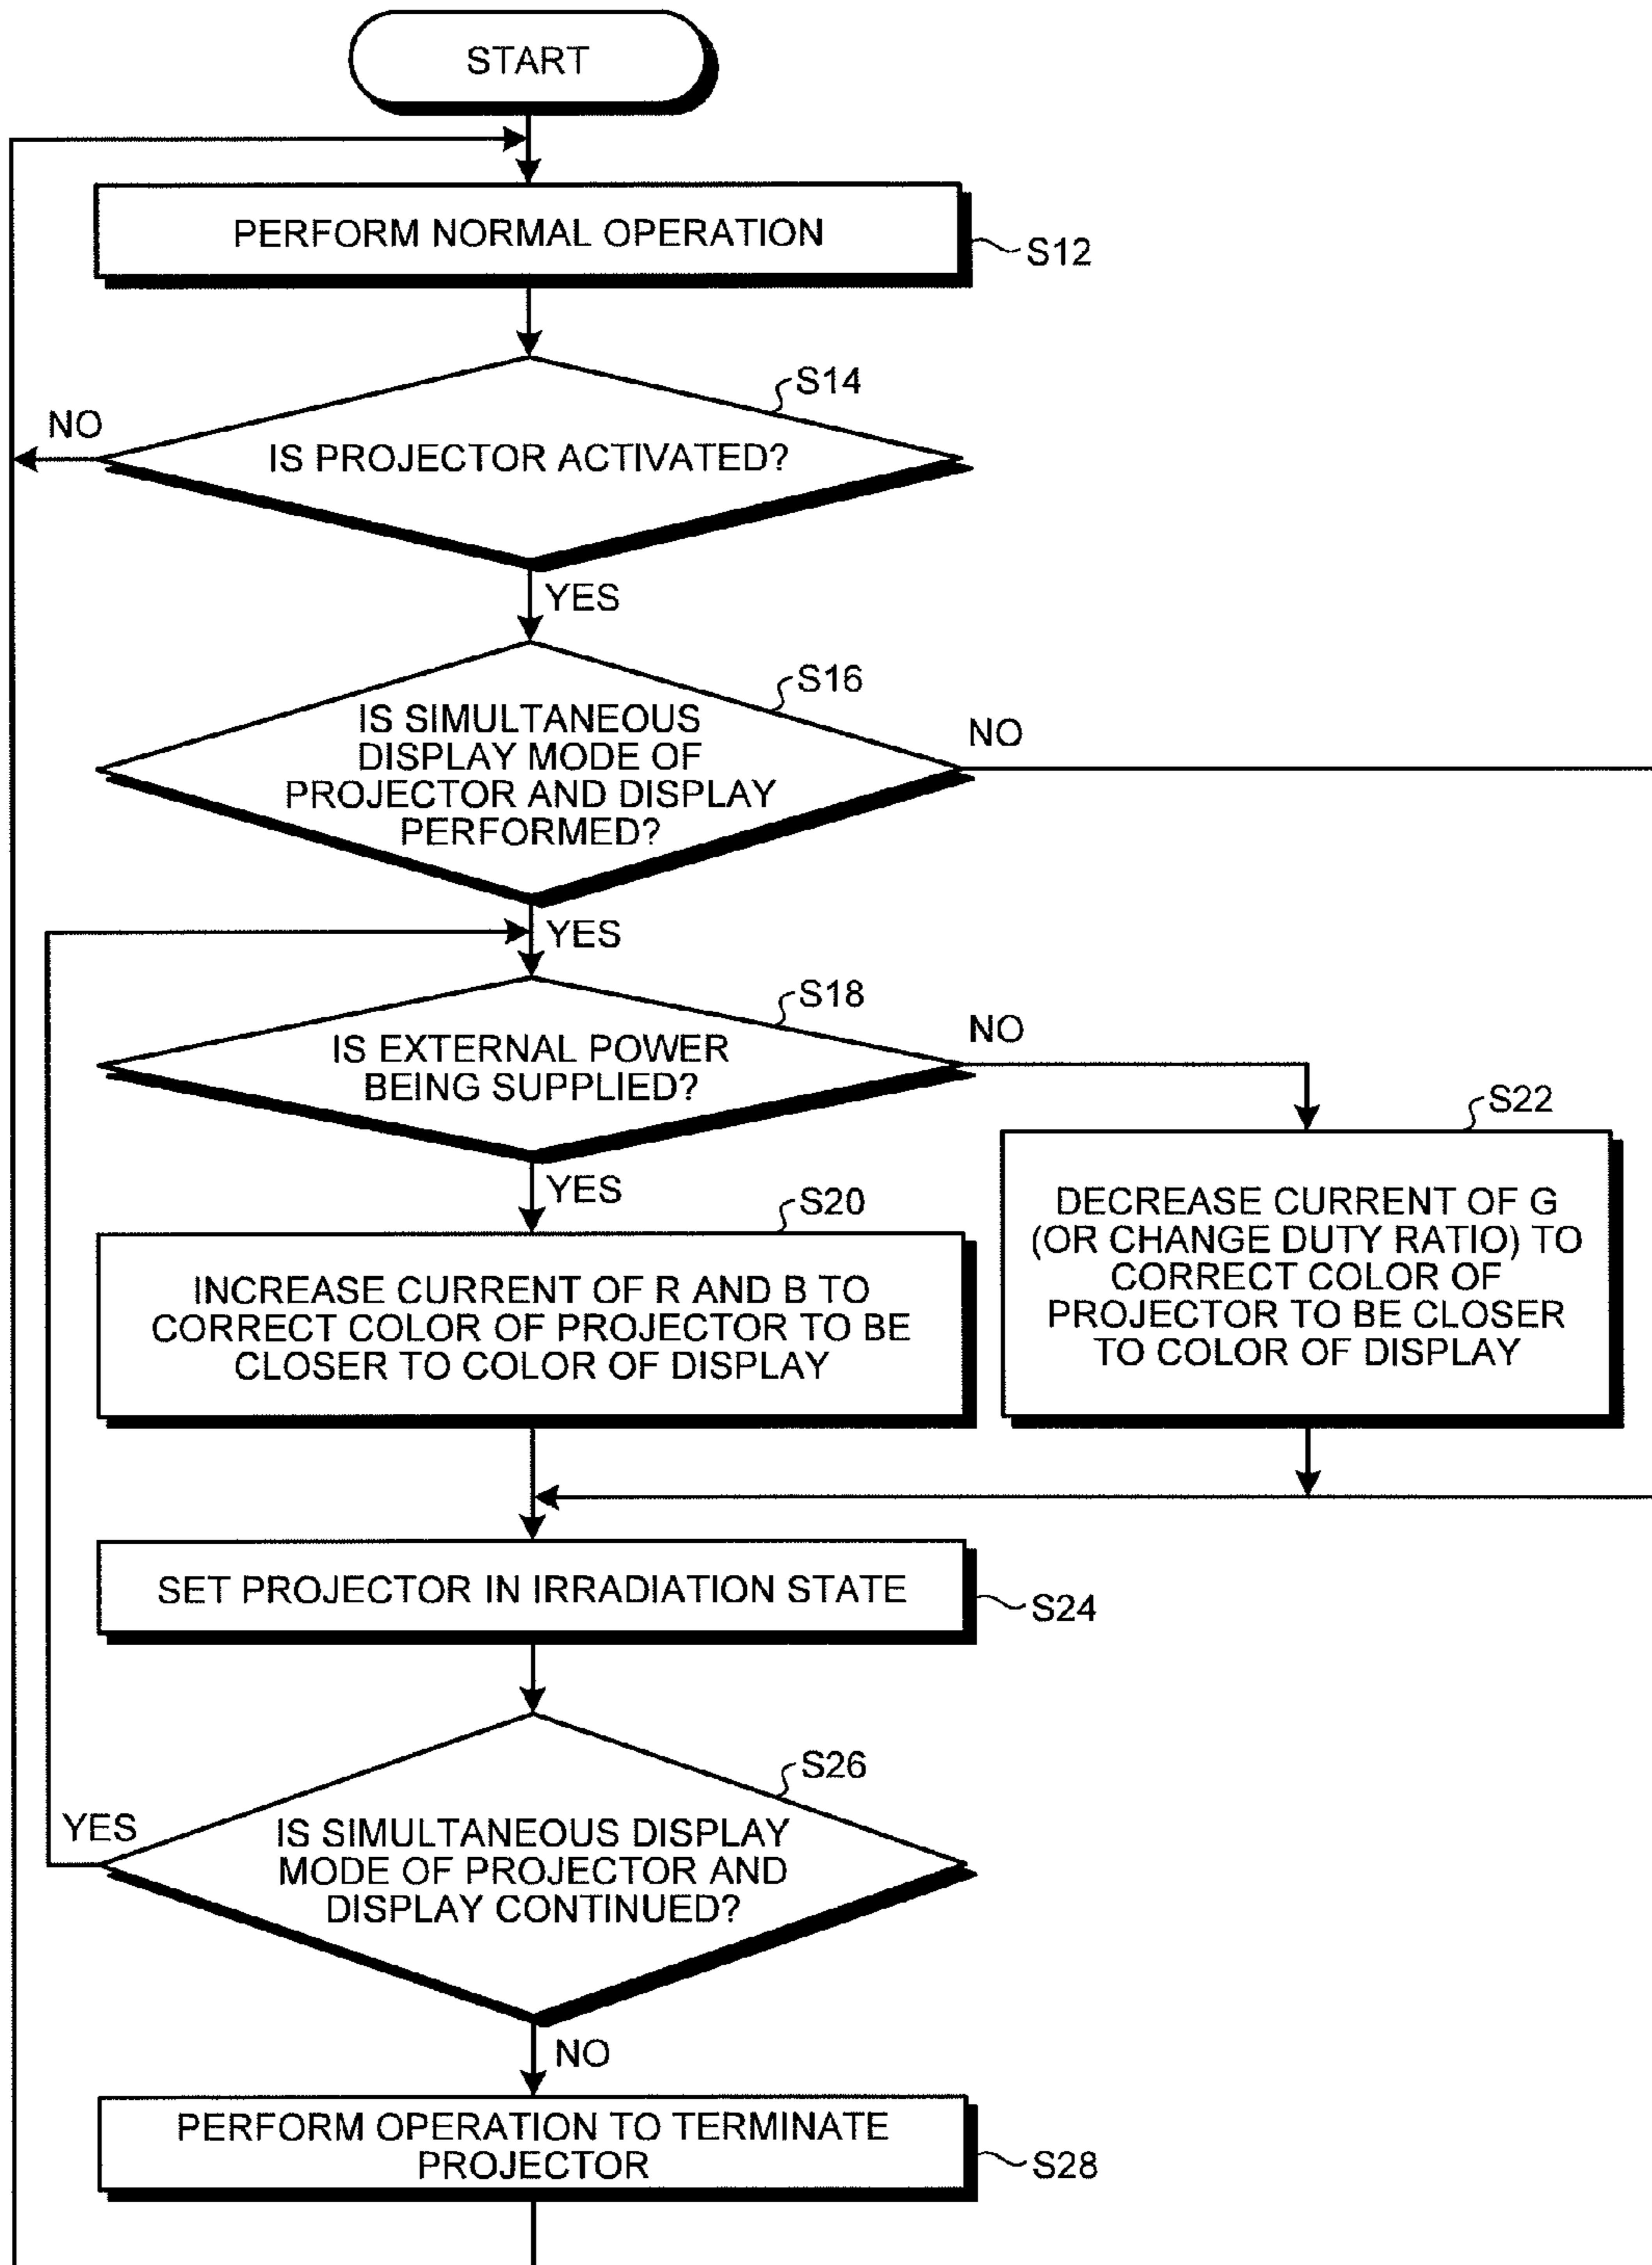 START
PERFORM NORMAL OPERATION
S12
S14
NO
IS PROJECTOR ACTIVATED?
YES
S16
IS SIMULTANEOUS
DISPLAY MODE OF
PROJECTOR AND DISPLAY
PERFORMED?
NO
YES
S18
IS EXTERNAL POWER
BEING SUPPLIED?
NO
YES
S20
INCREASE CURRENT OF R AND B TO
CORRECT COLOR OF PROJECTOR TO BE
CLOSER TO COLOR OF DISPLAY
S22
DECREASE CURRENT OF G
(OR CHANGE DUTY RATIO) TO
CORRECT COLOR OF
PROJECTOR TO BE CLOSER
TO COLOR OF DISPLAY
SET PROJECTOR IN IRRADIATION STATE
S24
S26
YES
IS SIMULTANEOUS DISPLAY
MODE OF PROJECTOR AND
DISPLAY CONTINUED?
NO
PERFORM OPERATION TO TERMINATE
PROJECTOR
S28